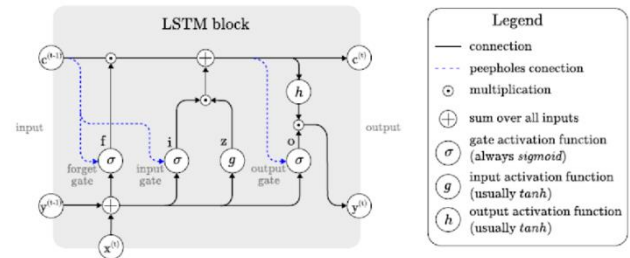 LSTM block
c(t-1)
c(t)
h
input
output
f
i
z
o
σ
σ
g
σ
forget
gate
input
gate
output
gate
y(t-1)
y(t)
x(t)
Legend
connection
peepholes conection
multiplication
sum over all inputs
σ gate activation function
(always sigmoid)
g input activation function
(usually tanh)
h output activation function
(usually tanh)